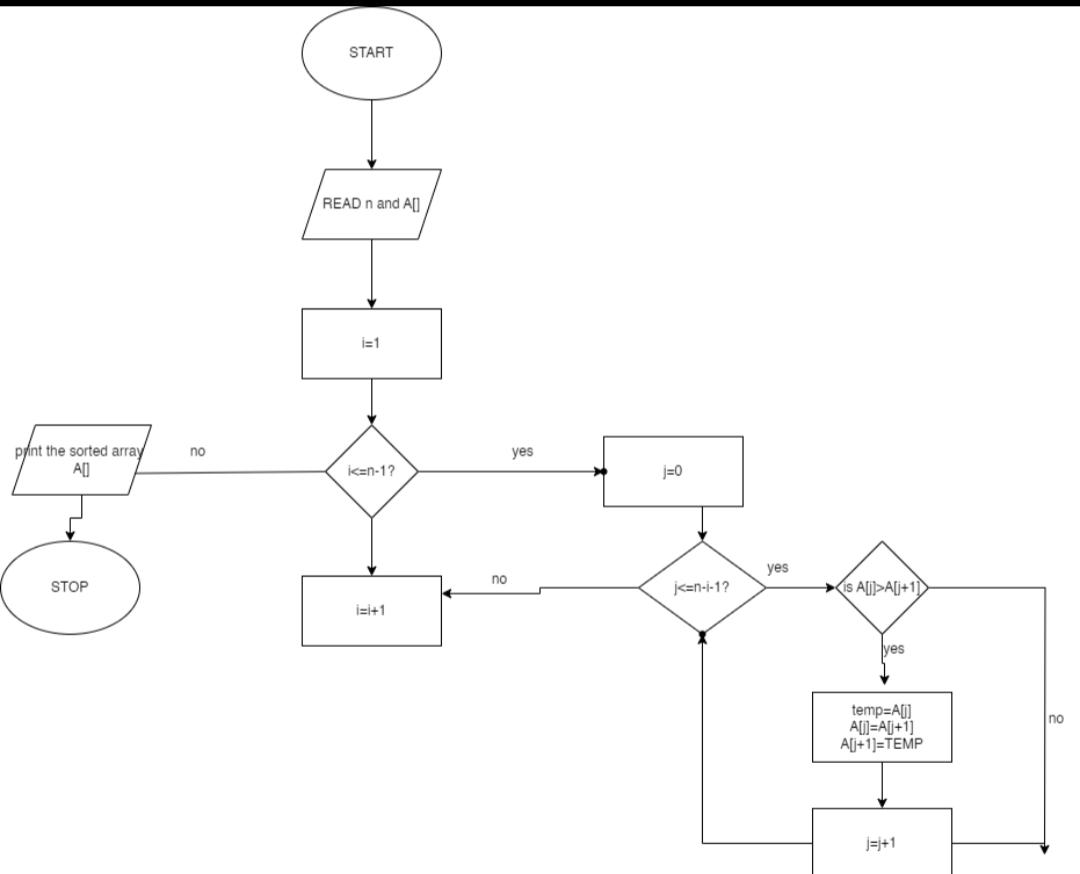 START
READ n and A[]
i=1
print the sorted array
A[]
no
i<=n-1?
yes
j=0
STOP
i=i+1
no
j<=n-i-1?
yes
is A[j]>A[j+1]
yes
no
temp=A[j]
A[j]=A[j+1]
A[j+1]=TEMP
j=j+1